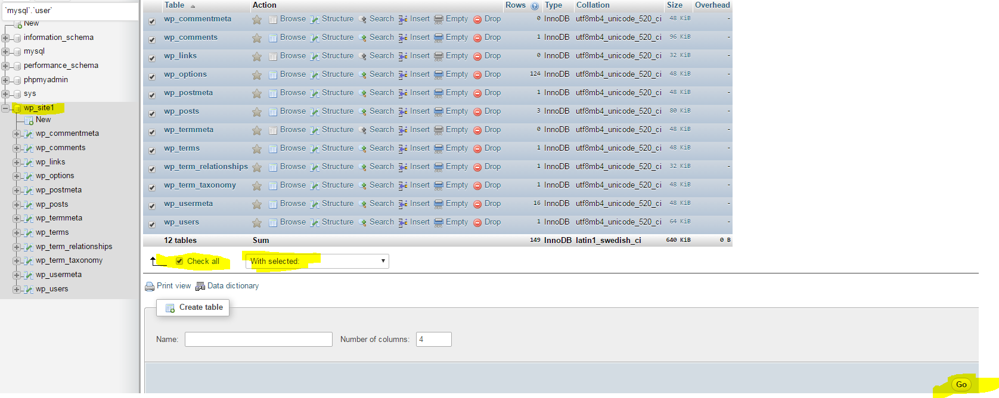 `mysql`.`user`
New
information_schema
mysql
performance_schema
phpmyadmin
sys
wp_site1
New
wp_commentmeta
wp_comments
wp_links
wp_options
wp_postmeta
wp_posts
wp_termmeta
wp_terms
wp_term_relationships
wp_term_taxonomy
wp_usermeta
wp_users
Table Action Rows Type Collation Size Overhead
wp_commentmeta Browse Structure Search Insert Empty Drop 0 InnoDB utf8mb4_unicode_520_ci 48 KiB -
wp_comments Browse Structure Search Insert Empty Drop 1 InnoDB utf8mb4_unicode_520_ci 96 KiB -
wp_links Browse Structure Search Insert Empty Drop 0 InnoDB utf8mb4_unicode_520_ci 32 KiB -
wp_options Browse Structure Search Insert Empty Drop 124 InnoDB utf8mb4_unicode_520_ci 48 KiB -
wp_postmeta Browse Structure Search Insert Empty Drop 1 InnoDB utf8mb4_unicode_520_ci 48 KiB -
wp_posts Browse Structure Search Insert Empty Drop 3 InnoDB utf8mb4_unicode_520_ci 80 KiB -
wp_termmeta Browse Structure Search Insert Empty Drop 0 InnoDB utf8mb4_unicode_520_ci 48 KiB -
wp_terms Browse Structure Search Insert Empty Drop 1 InnoDB utf8mb4_unicode_520_ci 48 KiB -
wp_term_relationships Browse Structure Search Insert Empty Drop 1 InnoDB utf8mb4_unicode_520_ci 32 KiB -
wp_term_taxonomy Browse Structure Search Insert Empty Drop 1 InnoDB utf8mb4_unicode_520_ci 48 KiB -
wp_usermeta Browse Structure Search Insert Empty Drop 16 InnoDB utf8mb4_unicode_520_ci 48 KiB -
wp_users Browse Structure Search Insert Empty Drop 1 InnoDB utf8mb4_unicode_520_ci 64 KiB -
12 tables Sum 149 InnoDB latin1_swedish_ci 640 KiB 0 B
Check all With selected:
Print view Data dictionary
Create table
Name: Number of columns: 4
Go